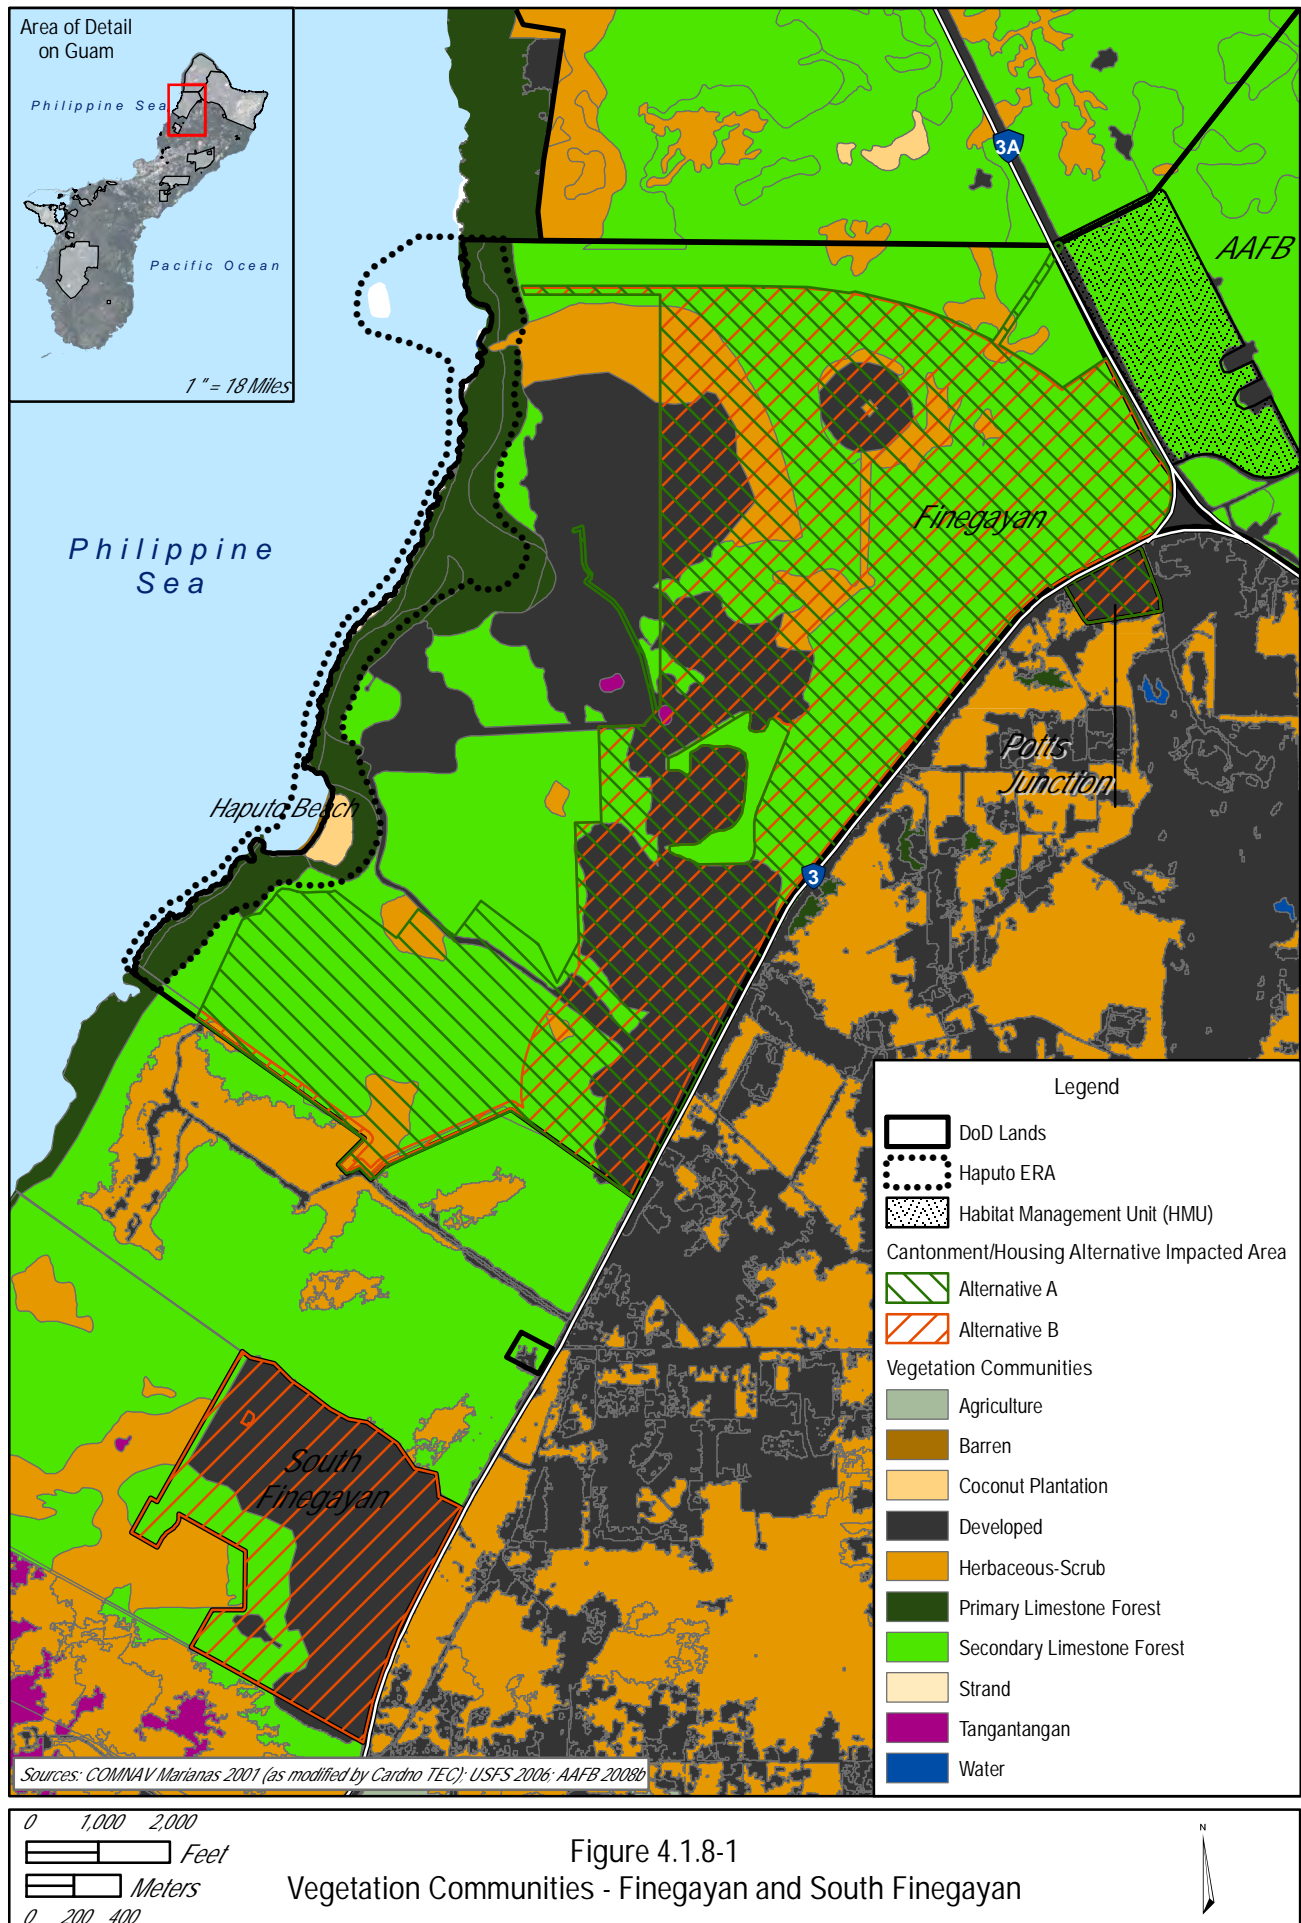 Area of Detail
on Guam
Philippine Sea
Pacific Ocean
1 " = 18 Miles
3A
AAFB
Finegayan
Philippine
Sea
Potts
Junction
Haputo Beach
3
South
Finegayan
D
Legend
DoD Lands
Haputo ERA
Habitat Management Unit (HMU)
Cantonment/Housing Alternative Impacted Area
Alternative A
Alternative B
Vegetation Communities
Agriculture
Barren
Coconut Plantation
Developed
Herbaceous-Scrub
Primary Limestone Forest
Secondary Limestone Forest
Strand
Tangantangan
Water
Sources: COMNAV Marianas 2001 (as modified by Cardno TEC); USFS 2006; AAFB 2008b
0 1,000 2,000
Feet
Meters
0 200 400
Figure 4.1.8-1
Vegetation Communities - Finegayan and South Finegayan
N